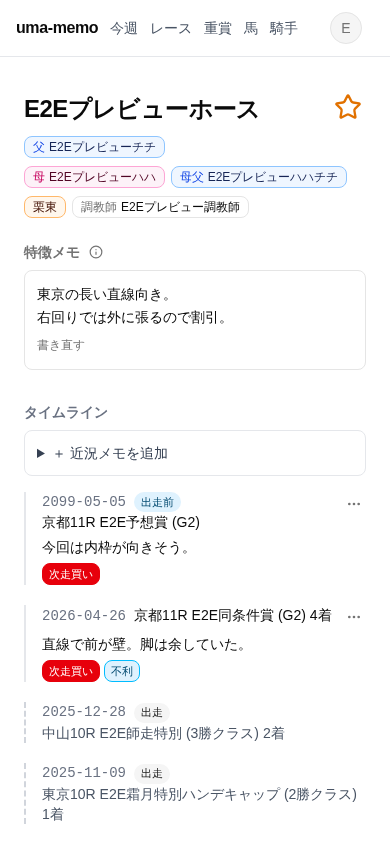 uma-memo 今週 レース 重賞 馬 騎手 E
E2Eプレビューホース
父 E2Eプレビューチチ
母 E2Eプレビューハハ 母父 E2Eプレビューハハチチ
栗東 調教師 E2Eプレビュー調教師
特徴メモ
東京の長い直線向き。
右回りでは外に張るので割引。
書き直す
タイムライン
▶ ＋ 近況メモを追加
2099-05-05 出走前 …
京都11R E2E予想賞 (G2)
今回は内枠が向きそう。
次走買い
2026-04-26 京都11R E2E同条件賞 (G2) 4着 …
直線で前が壁。脚は余していた。
次走買い 不利
2025-12-28 出走
中山10R E2E師走特別 (3勝クラス) 2着
2025-11-09 出走
東京10R E2E霜月特別ハンデキャップ (2勝クラス)
1着